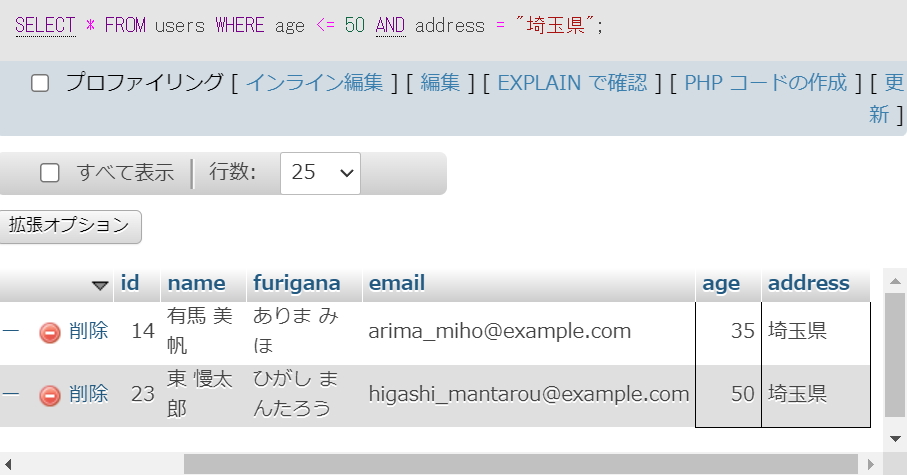 SELECT * FROM users WHERE age <= 50 AND address = "埼玉県";
プロファイリング [ インライン編集 ] [ 編集 ] [ EXPLAIN で確認 ] [ PHP コードの作成 ] [ 更
新 ]
すべて表示 行数: 25
拡張オプション
id name furigana email age address
ー 削除 14 有馬 美 ありま み arima_miho@example.com 35 埼玉県
帆 ほ
ー 削除 23 東 慢太 ひがし ま higashi_mantarou@example.com 50 埼玉県
郎 んたろう